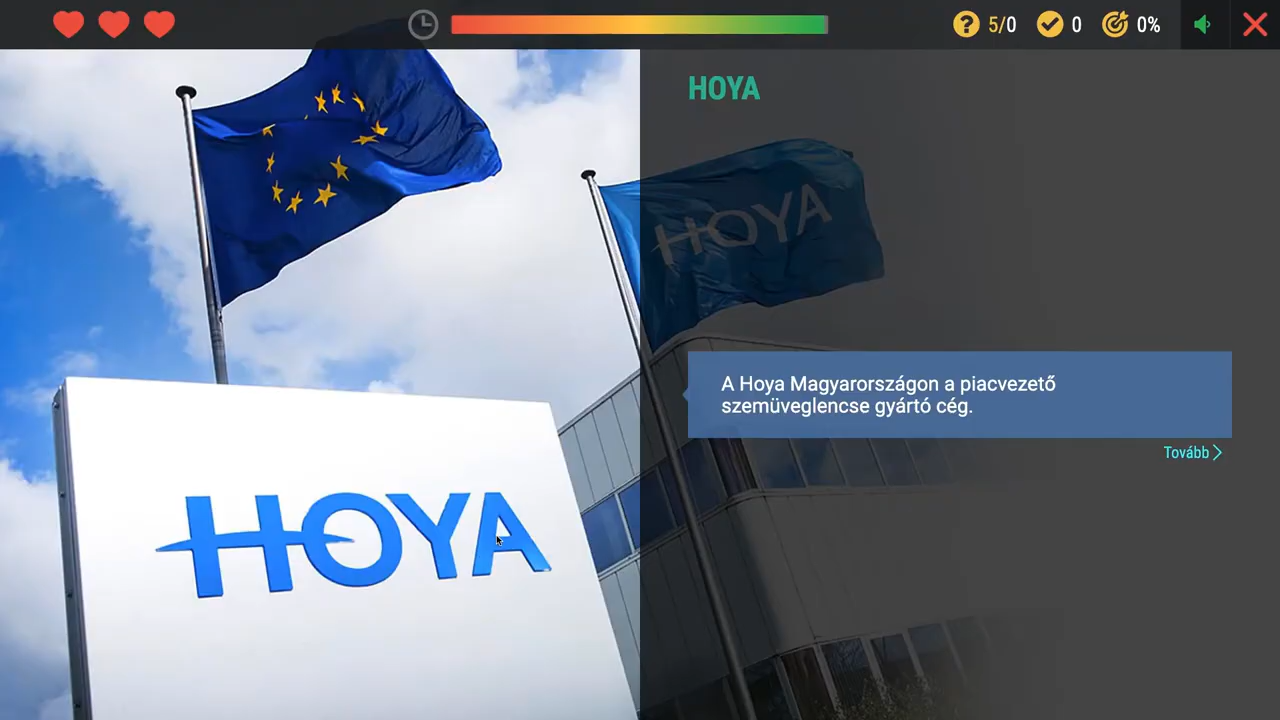 5/0
0
0%
HOYA
HOYA
A Hoya Magyarországon a piacvezető
szemüveglencse gyártó cég.
Tovább
HOYA